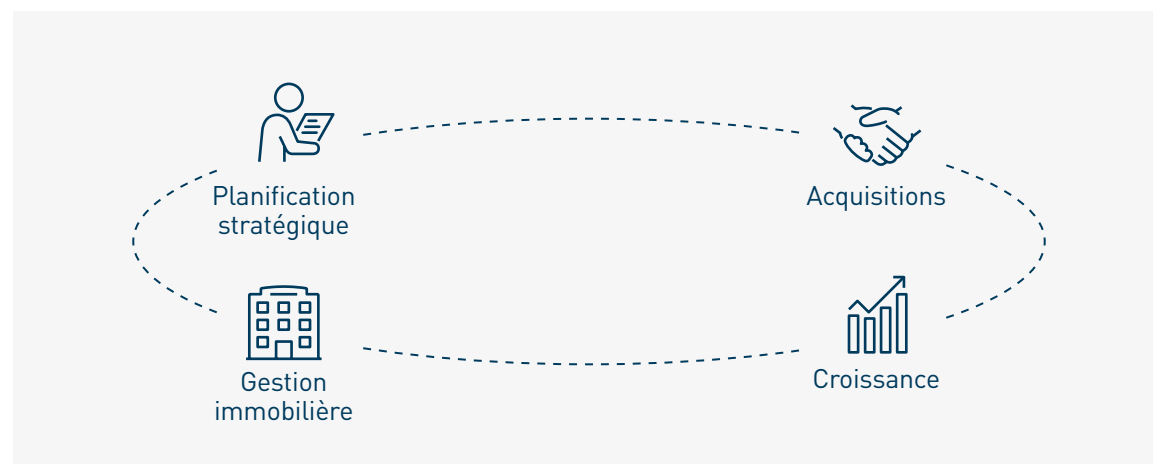 Planification
stratégique
Acquisitions
Gestion
immobilière
Croissance